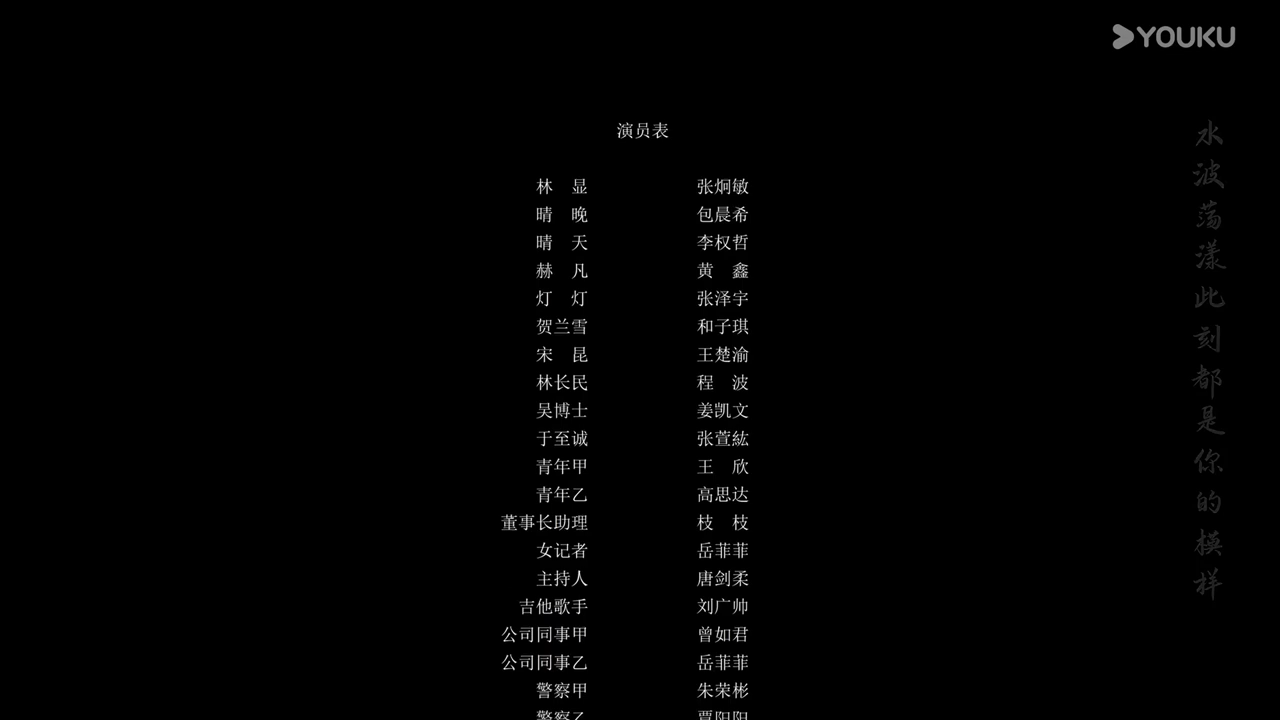 YOUKU
演员表
林 显 张炯敏
晴 晚 包晨希
晴 天 李权哲
赫 凡 黄 鑫
灯 灯 张泽宇
贺兰雪 和子琪
宋 昆 王楚渝
林长民 程 波
吴博士 姜凯文
于至诚 张萱紘
青年甲 王 欣
青年乙 高思达
董事长助理 枝 枝
女记者 岳菲菲
主持人 唐剑柔
吉他歌手 刘广帅
公司同事甲 曾如君
公司同事乙 岳菲菲
警察甲 朱荣彬
警察乙 贾阳阳
水波荡漾此刻都是你的模样